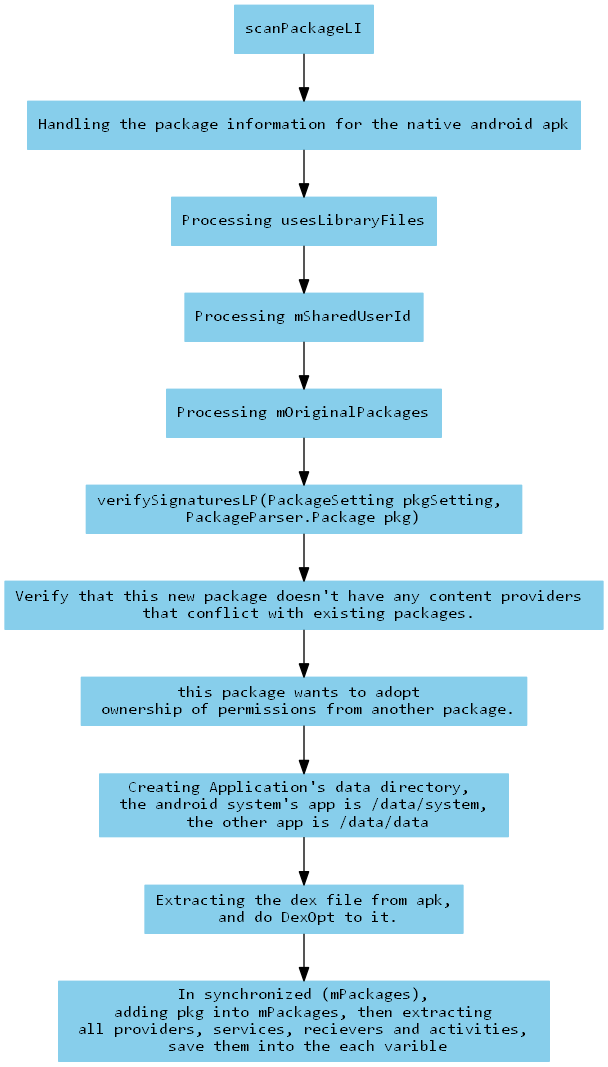 scanPackageLI
Handling the package information for the native android apk
Processing usesLibraryFiles
Processing mSharedUserId
Processing mOriginalPackages
verifySignaturesLP(PackageSetting pkgSetting,
PackageParser.Package pkg)
Verify that this new package doesn't have any content providers
that conflict with existing packages.
this package wants to adopt
ownership of permissions from another package.
Creating Application's data directory,
the android system's app is /data/system,
the other app is /data/data
Extracting the dex file from apk,
and do DexOpt to it.
In synchronized (mPackages),
adding pkg into mPackages, then extracting
all providers, services, recievers and activities,
save them into the each varible